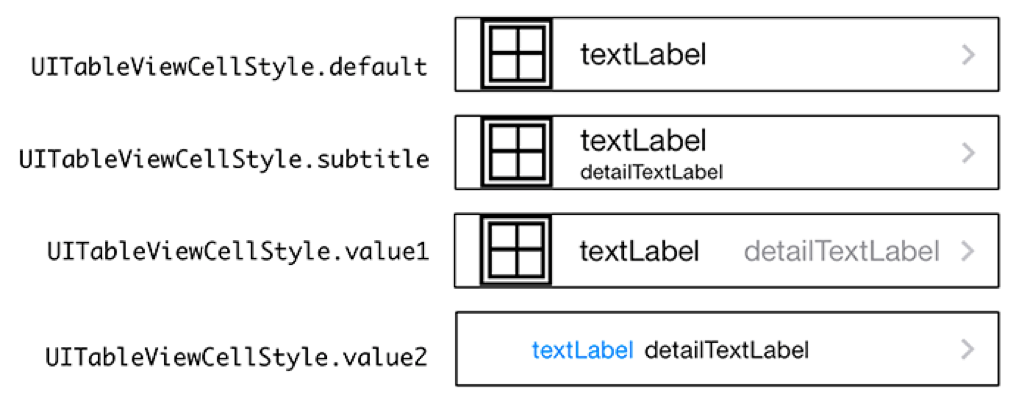 UITableViewCellStyle.default textLabel
UITableViewCellStyle.subtitle textLabel
detailTextLabel
UITableViewCellStyle.value1 textLabel detailTextLabel
UITableViewCellStyle.value2 textLabel detailTextLabel